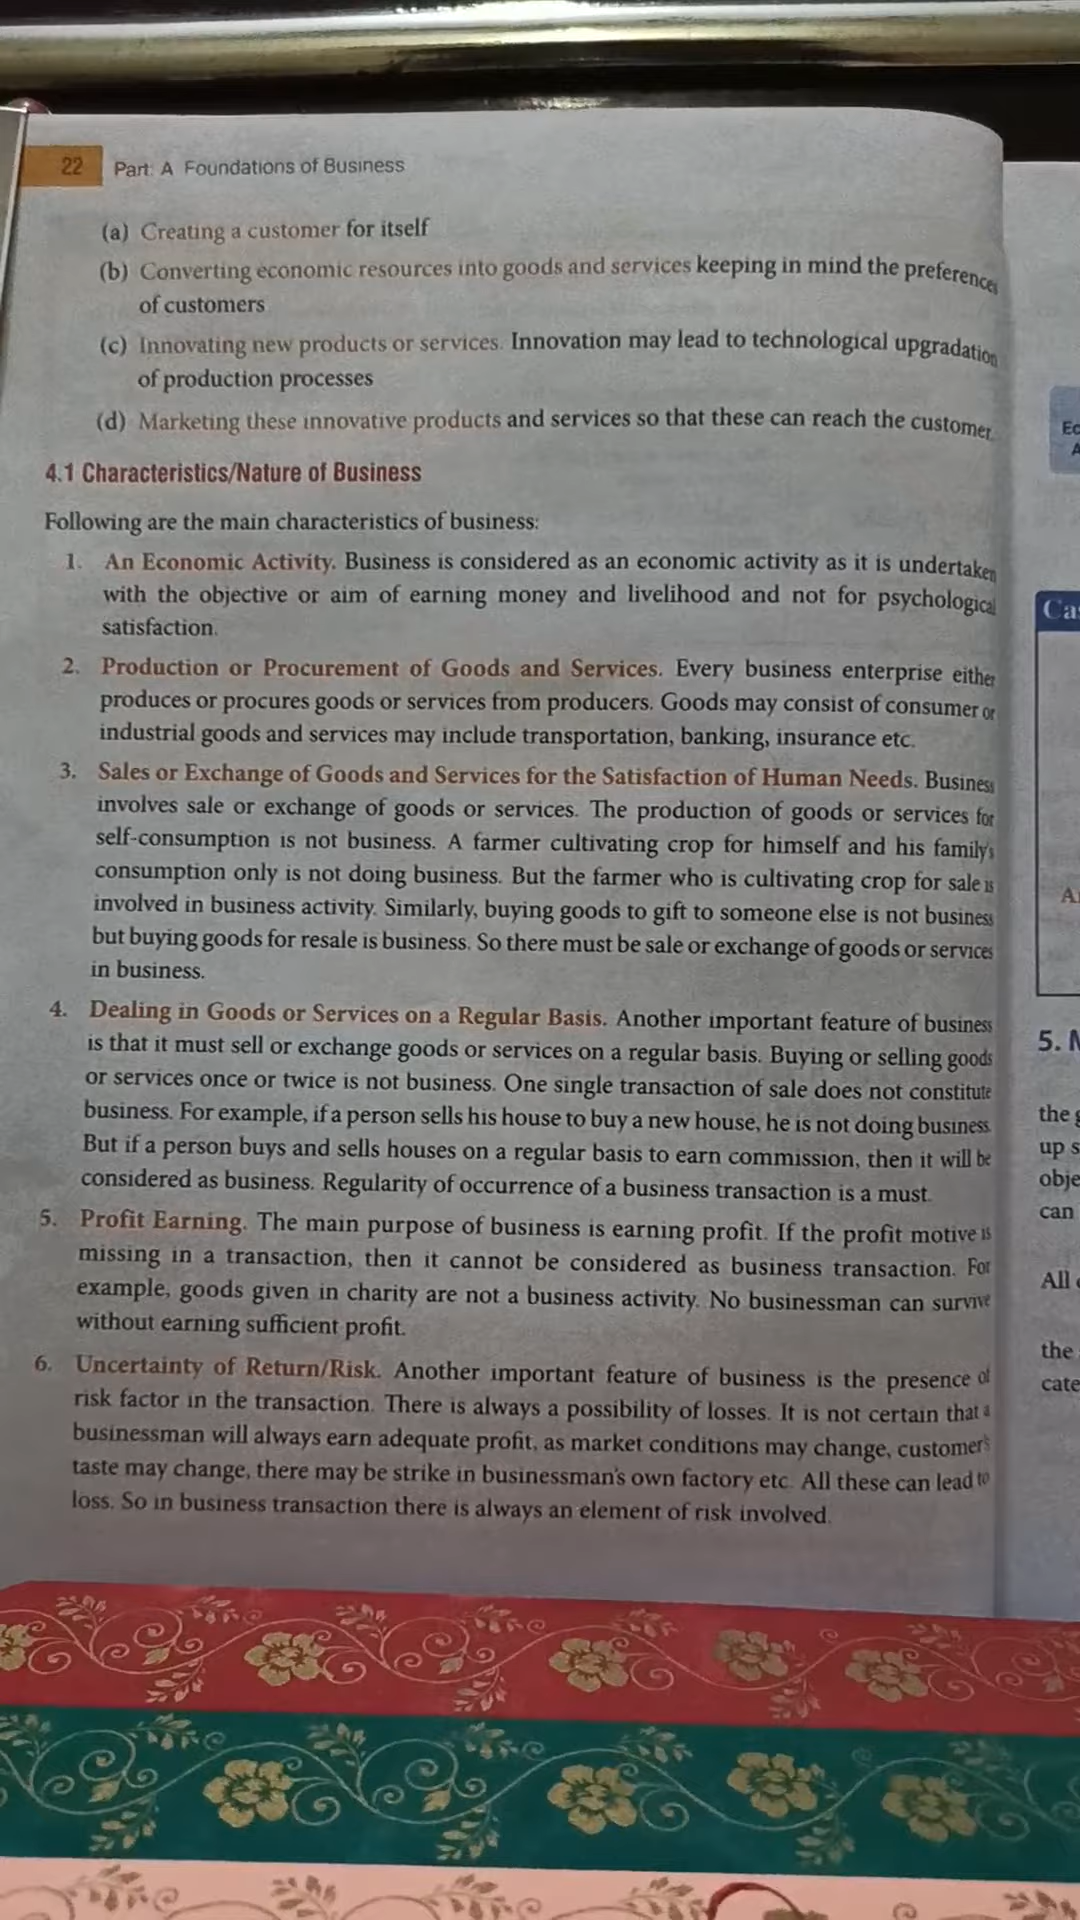 22 Part: A Foundations of Business
(a) Creating a customer for itself
(b) Converting economic resources into goods and services keeping in mind the preferences
of customers
(c) Innovating new products or services. Innovation may lead to technological upgradation
of production processes
(d) Marketing these innovative products and services so that these can reach the customer.
4.1 Characteristics/Nature of Business
Following are the main characteristics of business:
1. An Economic Activity. Business is considered as an economic activity as it is undertaken
with the objective or aim of earning money and livelihood and not for psychological
satisfaction.
2. Production or Procurement of Goods and Services. Every business enterprise either
produces or procures goods or services from producers. Goods may consist of consumer or
industrial goods and services may include transportation, banking, insurance etc.
3. Sales or Exchange of Goods and Services for the Satisfaction of Human Needs. Business
involves sale or exchange of goods or services. The production of goods or services for
self-consumption is not business. A farmer cultivating crop for himself and his family's
consumption only is not doing business. But the farmer who is cultivating crop for sale is
involved in business activity. Similarly, buying goods to gift to someone else is not business
but buying goods for resale is business. So there must be sale or exchange of goods or services
in business.
4. Dealing in Goods or Services on a Regular Basis. Another important feature of business
is that it must sell or exchange goods or services on a regular basis. Buying or selling goods
or services once or twice is not business. One single transaction of sale does not constitute
business. For example, if a person sells his house to buy a new house, he is not doing business.
But if a person buys and sells houses on a regular basis to earn commission, then it will be
considered as business. Regularity of occurrence of a business transaction is a must.
5. Profit Earning. The main purpose of business is earning profit. If the profit motive is
missing in a transaction, then it cannot be considered as business transaction. For
example, goods given in charity are not a business activity. No businessman can survive
without earning sufficient profit.
6. Uncertainty of Return/Risk. Another important feature of business is the presence of
risk factor in the transaction. There is always a possibility of losses. It is not certain that a
businessman will always earn adequate profit, as market conditions may change, customer's
taste may change, there may be strike in businessman's own factory etc. All these can lead to
loss. So in business transaction there is always an element of risk involved.
5.
the
up
can
All
the